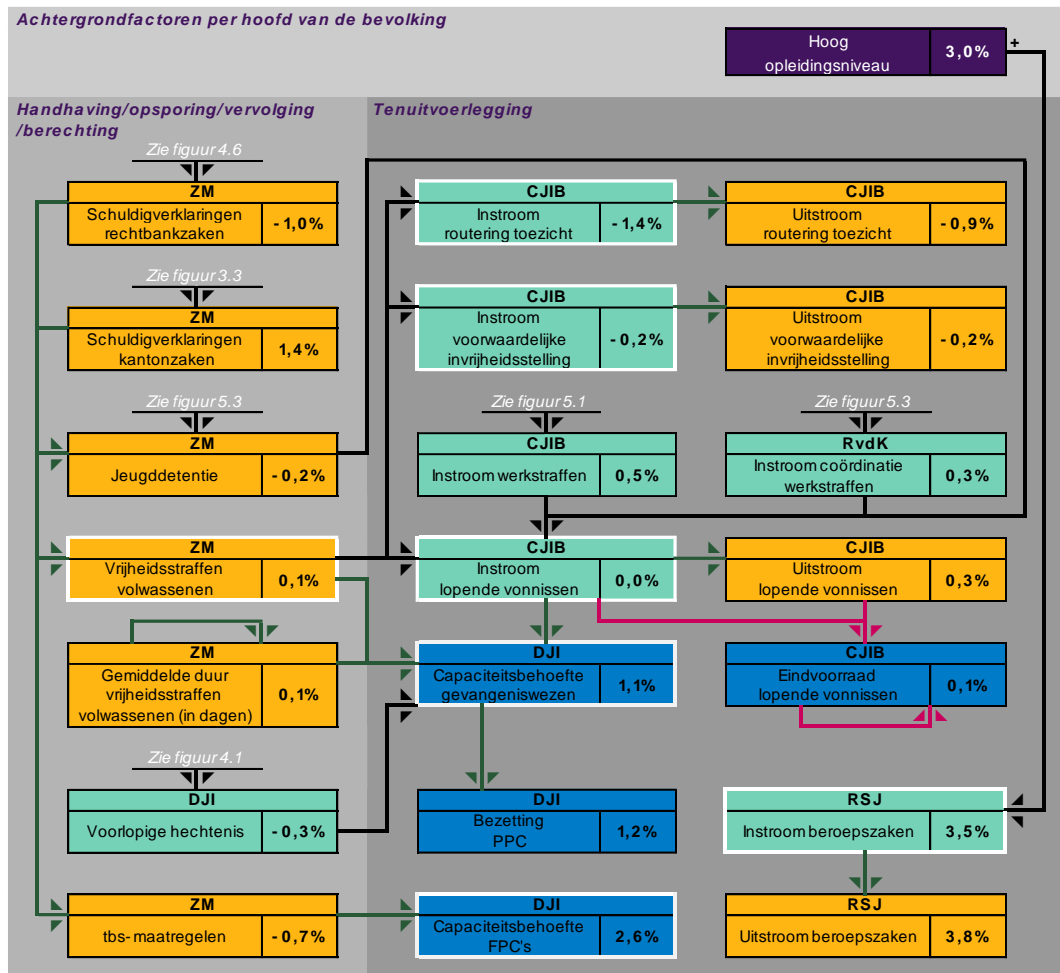 Achtergrondfactoren per hoofd van de bevolking
Hoog
opleidingsniveau
3,0%
+
Handhaving/opsporing/vervolging
/berechting
Tenuitvoerlegging
Zie figuur 4.6
ZM
Schuldigverklaringen
rechtbankzaken
-1,0%
CJIB
Instroom
routering toezicht
-1,4%
CJIB
Uitstroom
routering toezicht
-0,9%
Zie figuur 3.3
ZM
Schuldigverklaringen
kantonzaken
1,4%
CJIB
Instroom
voorwaardelijke
invrijheidsstelling
-0,2%
CJIB
Uitstroom
voorwaardelijke
invrijheidsstelling
-0,2%
Zie figuur 5.3
ZM
Jeugddetentie
-0,2%
Zie figuur 5.1
CJIB
Instroom werkstraffen
0,5%
Zie figuur 5.3
RvdK
Instroom coördinatie
werkstraffen
0,3%
ZM
Vrijheidsstraffen
volwassenen
0,1%
CJIB
Instroom
lopende vonnissen
0,0%
CJIB
Uitstroom
lopende vonnissen
0,3%
ZM
Gemiddelde duur
vrijheidsstraffen
volwassenen (in dagen)
0,1%
DJI
Capaciteitsbehoefte
gevangeniswezen
1,1%
CJIB
Eindvoorraad
lopende vonnissen
0,1%
Zie figuur 4.1
DJI
Voorlopige hechtenis
-0,3%
DJI
Bezetting
PPC
1,2%
RSJ
Instroom beroepszaken
3,5%
ZM
tbs-maatregelen
-0,7%
DJI
Capaciteitsbehoefte
FPC's
2,6%
RSJ
Uitstroom beroepszaken
3,8%